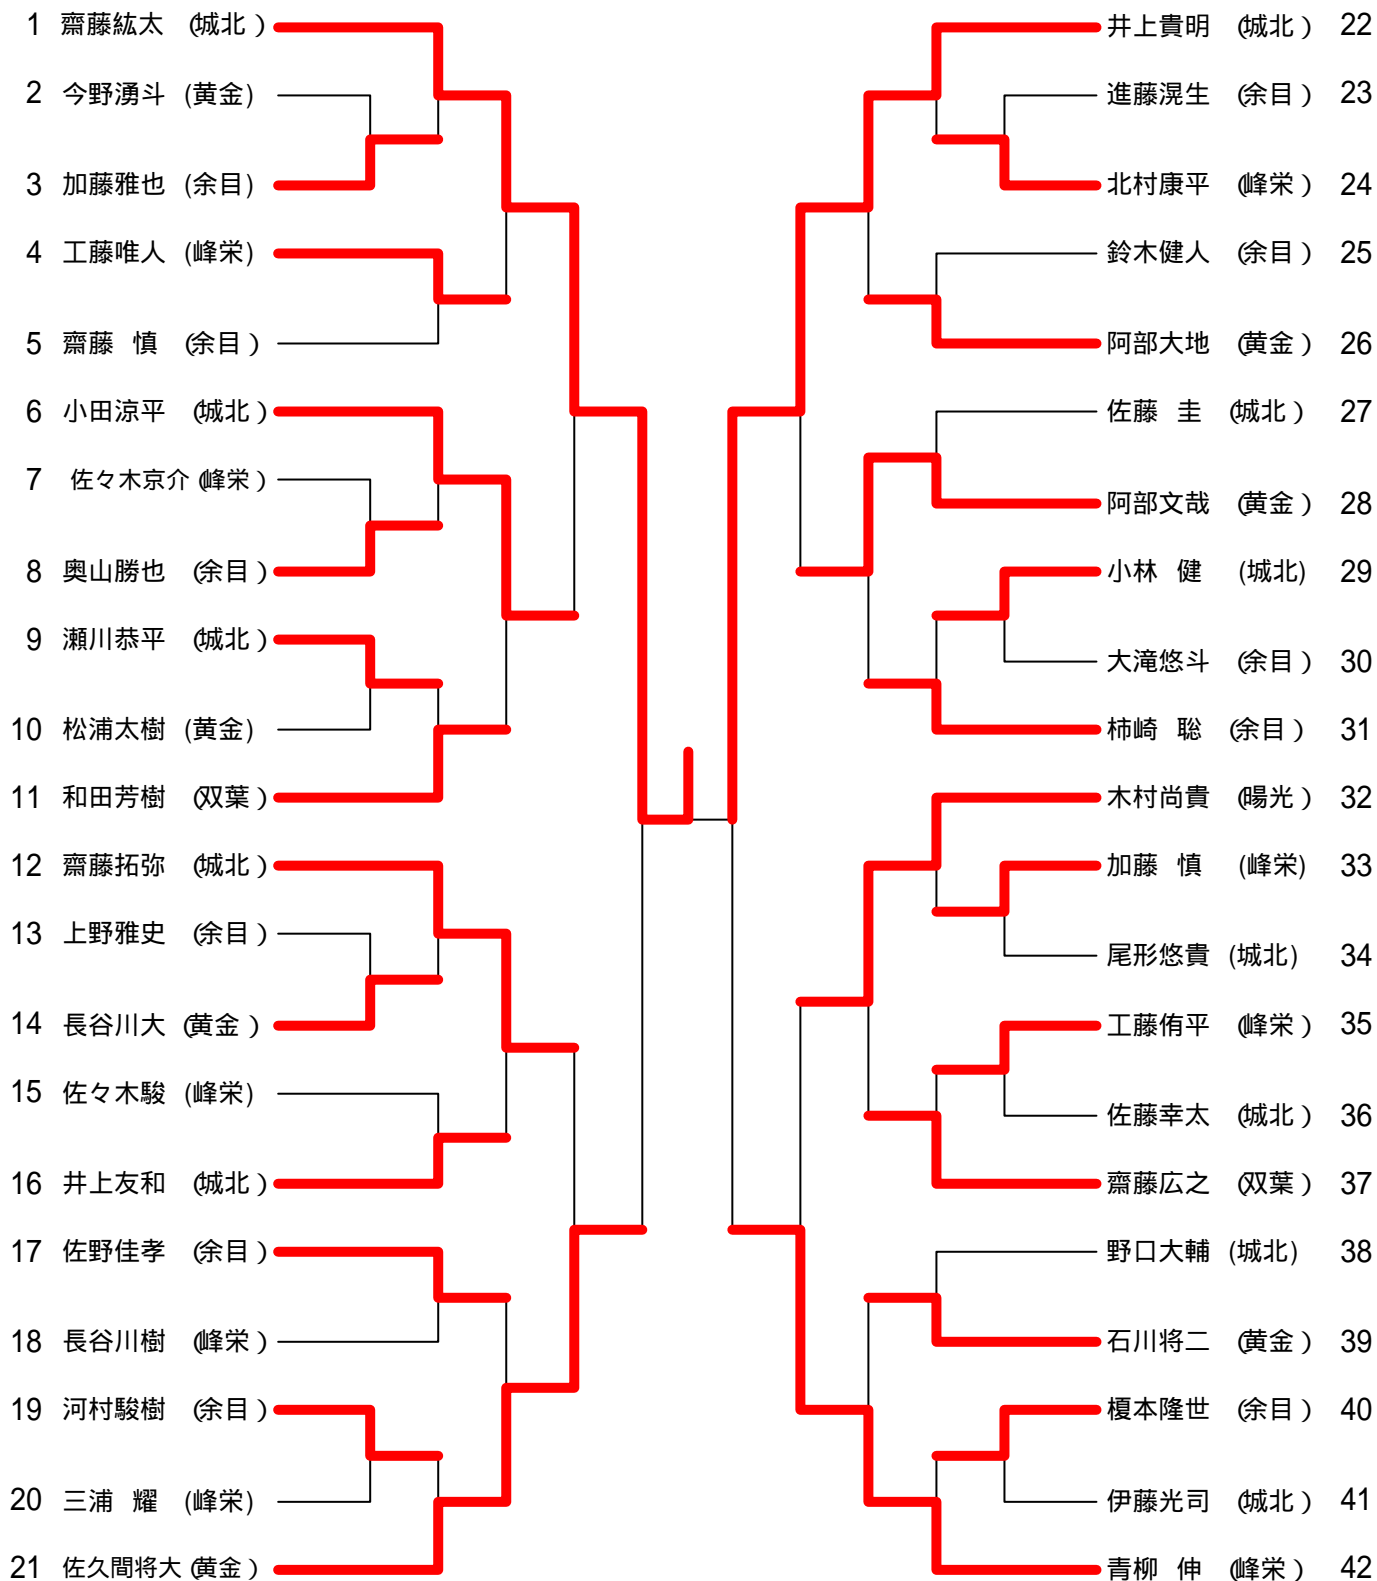 1 齋藤紘太 (城北)
2 今野湧斗 (黄金)
3 加藤雅也 (余目)
4 工藤唯人 (峰栄)
5 齋藤 慎 (余目)
6 小田涼平 (城北)
7 佐々木京介 (峰栄)
8 奥山勝也 (余目)
9 瀬川恭平 (城北)
10 松浦太樹 (黄金)
11 和田芳樹 (双葉)
12 齋藤拓弥 (城北)
13 上野雅史 (余目)
14 長谷川大 (黄金)
15 佐々木駿 (峰栄)
16 井上友和 (城北)
17 佐野佳孝 (余目)
18 長谷川樹 (峰栄)
19 河村駿樹 (余目)
20 三浦 耀 (峰栄)
21 佐久間将大 (黄金)
井上貴明 (城北) 22
進藤滉生 (余目) 23
北村康平 (峰栄) 24
鈴木健人 (余目) 25
阿部大地 (黄金) 26
佐藤 圭 (城北) 27
阿部文哉 (黄金) 28
小林 健 (城北) 29
大滝悠斗 (余目) 30
柿崎 聡 (余目) 31
木村尚貴 (陽光) 32
加藤 慎 (峰栄) 33
尾形悠貴 (城北) 34
工藤侑平 (峰栄) 35
佐藤幸太 (城北) 36
齋藤広之 (双葉) 37
野口大輔 (城北) 38
石川将二 (黄金) 39
榎本隆世 (余目) 40
伊藤光司 (城北) 41
青柳 伸 (峰栄) 42